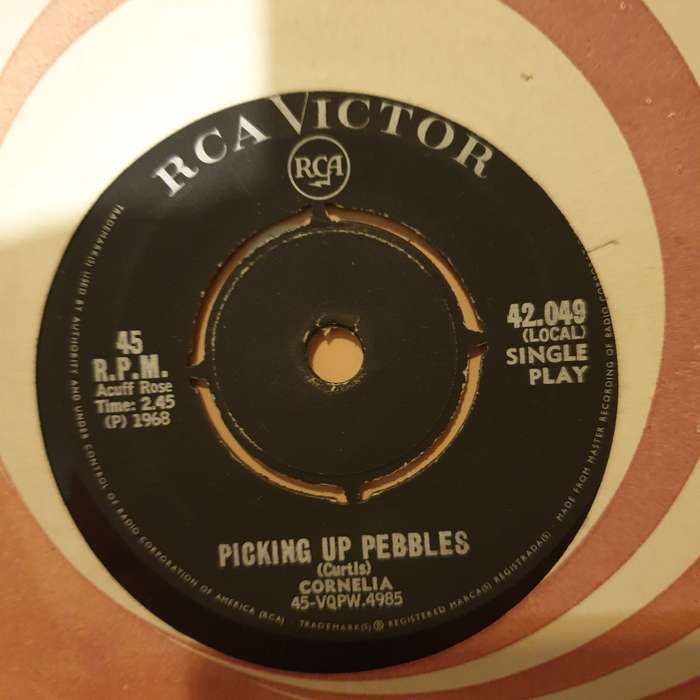 RCA VICTOR
RCA
45
R.P.M.
Acuff Rose
Time: 2.45
(P) 1968
42.049
(LOCAL)
SINGLE
PLAY
PICKING UP PEBBLES
(Curtis)
CORNELIA
45-VQPW.4985
TRADEMARK(S) USED BY AUTHORITY AND UNDER CONTROL OF RADIO CORPORATION OF AMERICA (RCA)
TRADEMARK(S) ® REGISTERED MARCA(S) REGISTRADA(S)
MADE FROM MASTER RECORDING OF RADIO CORPOR